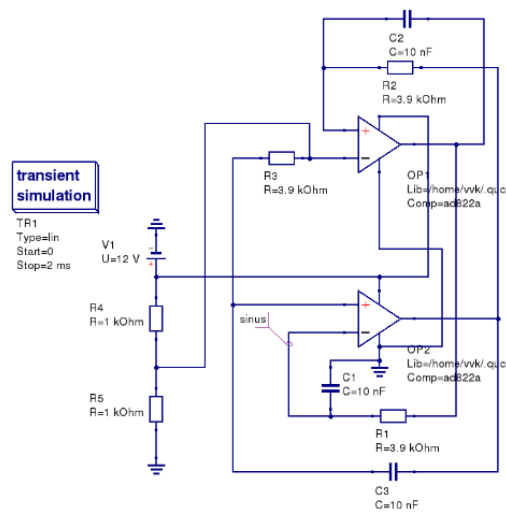 C2
C=10 nF
R2
R=3.9 kOhm
R3
R=3.9 kOhm
OP1
Lib=/home/vvk/.quc
Comp=ad822a
transient
simulation
TR1
Type=lin
Start=0
Stop=2 ms
V1
U=12 V
R4
R=1 kOhm
sinus
OP2
Lib=/home/vvk/.quc
Comp=ad822a
C1
C=10 nF
R5
R=1 kOhm
R1
R=3.9 kOhm
C3
C=10 nF